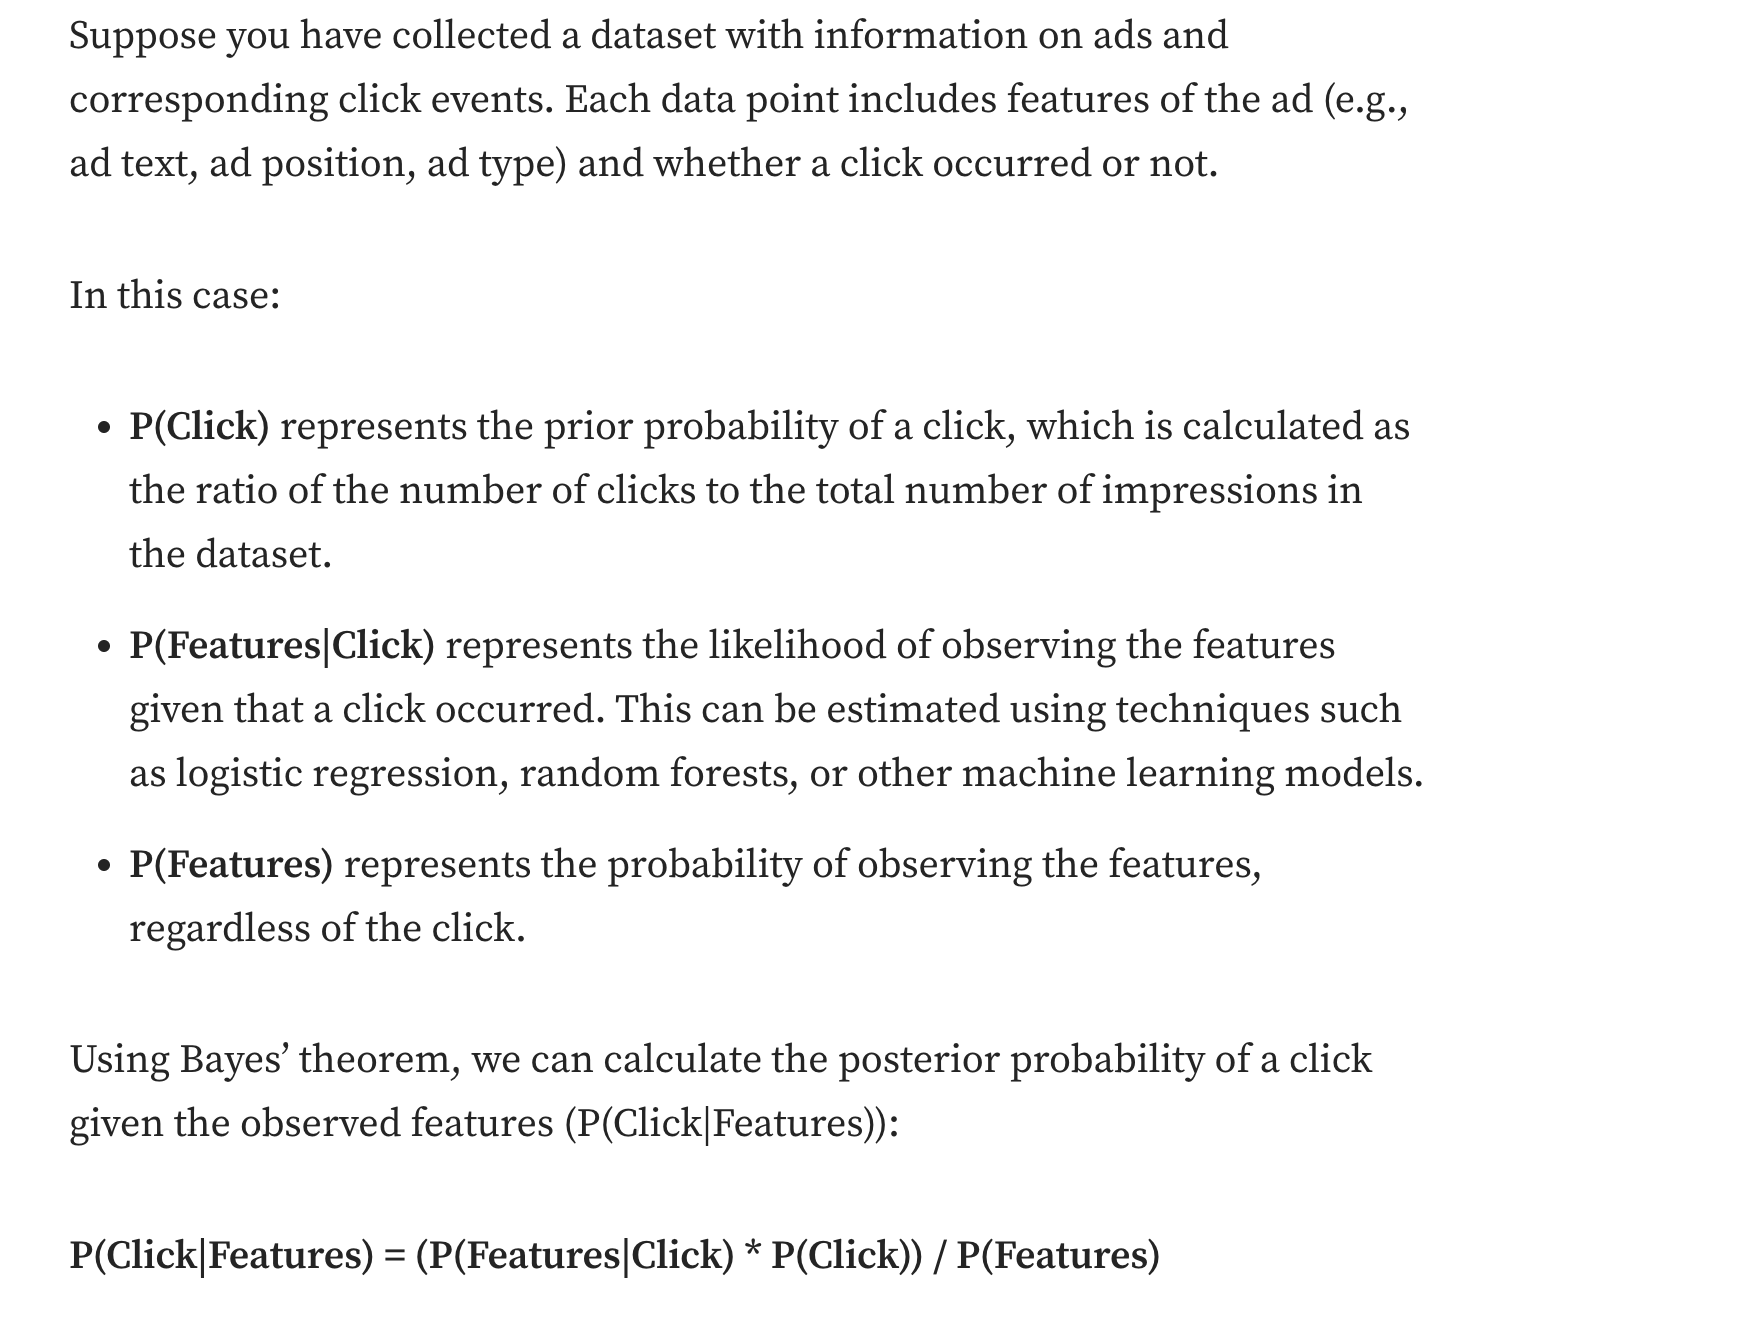 Suppose you have collected a dataset with information on ads and
corresponding click events. Each data point includes features of the ad (e.g.,
ad text, ad position, ad type) and whether a click occurred or not.
In this case:
• P(Click) represents the prior probability of a click, which is calculated as
the ratio of the number of clicks to the total number of impressions in
the dataset.
• P(Features|Click) represents the likelihood of observing the features
given that a click occurred. This can be estimated using techniques such
as logistic regression, random forests, or other machine learning models.
• P(Features) represents the probability of observing the features,
regardless of the click.
Using Bayes’ theorem, we can calculate the posterior probability of a click
given the observed features (P(Click|Features)):
P(Click|Features) = (P(Features|Click) * P(Click)) / P(Features)